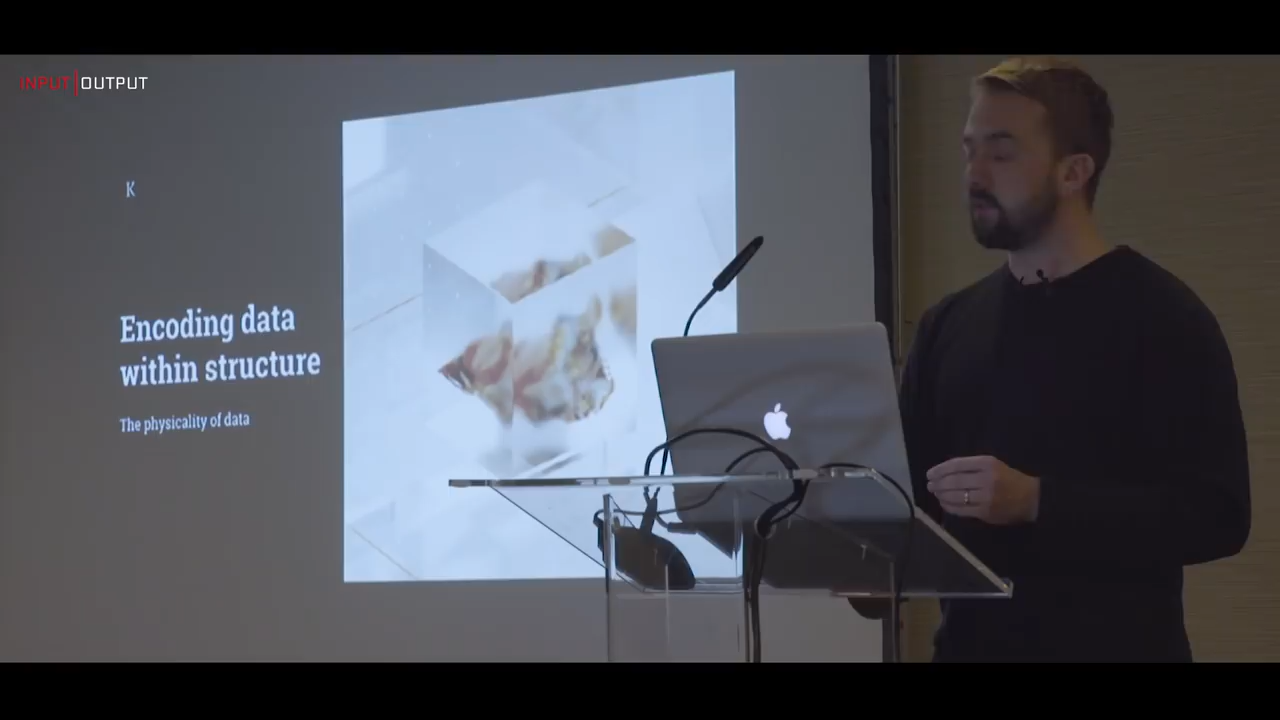 INPUT|OUTPUT
K
Encoding data
within structure
The physicality of data